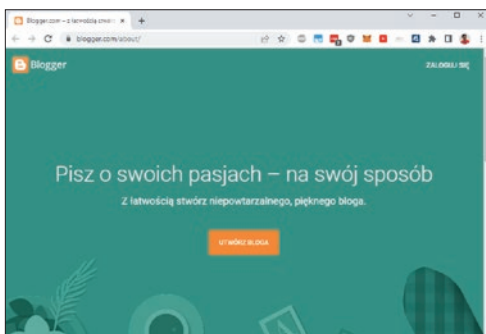 Blogger.com – z łatwością stwórz
blogger.com/about/
Blogger
ZALOGUJ SIĘ
Pisz o swoich pasjach – na swój sposób
Z łatwością stwórz niepowtarzalnego, pięknego bloga.
UTWÓRZ BLOGA